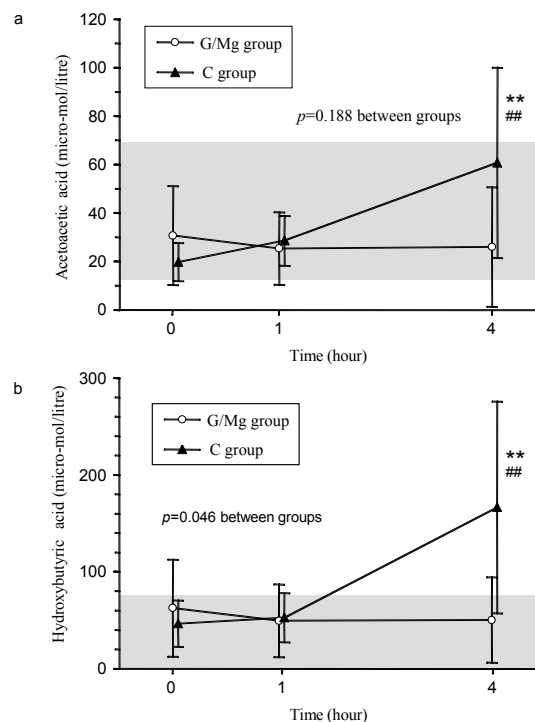 a
120
100
80
60
40
20
0
Acetoacetic acid (micro-mol/litre)
G/Mg group
C group
p=0.188 between groups
**
##
0 1 4
Time (hour)
b
300
200
100
0
Hydroxybutyric acid (micro-mol/litre)
G/Mg group
C group
p=0.046 between groups
**
##
0 1 4
Time (hour)